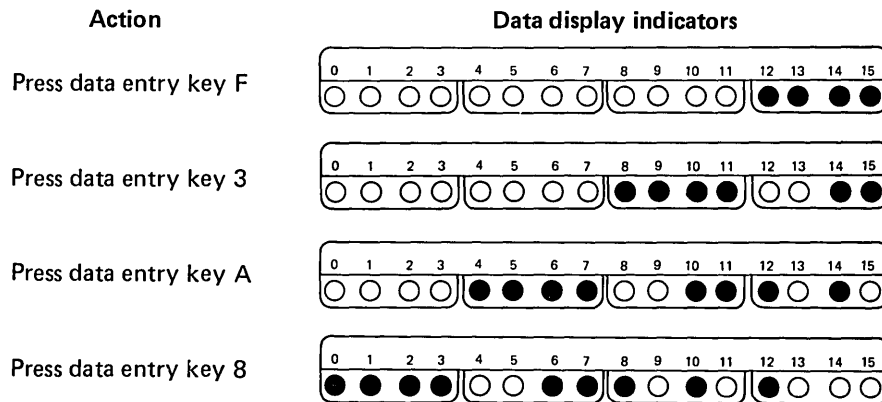 Action Data display indicators
0 1 2 3 4 5 6 7 8 9 10 11 12 13 14 15
Press data entry key F
0 1 2 3 4 5 6 7 8 9 10 11 12 13 14 15
Press data entry key 3
0 1 2 3 4 5 6 7 8 9 10 11 12 13 14 15
Press data entry key A
0 1 2 3 4 5 6 7 8 9 10 11 12 13 14 15
Press data entry key 8